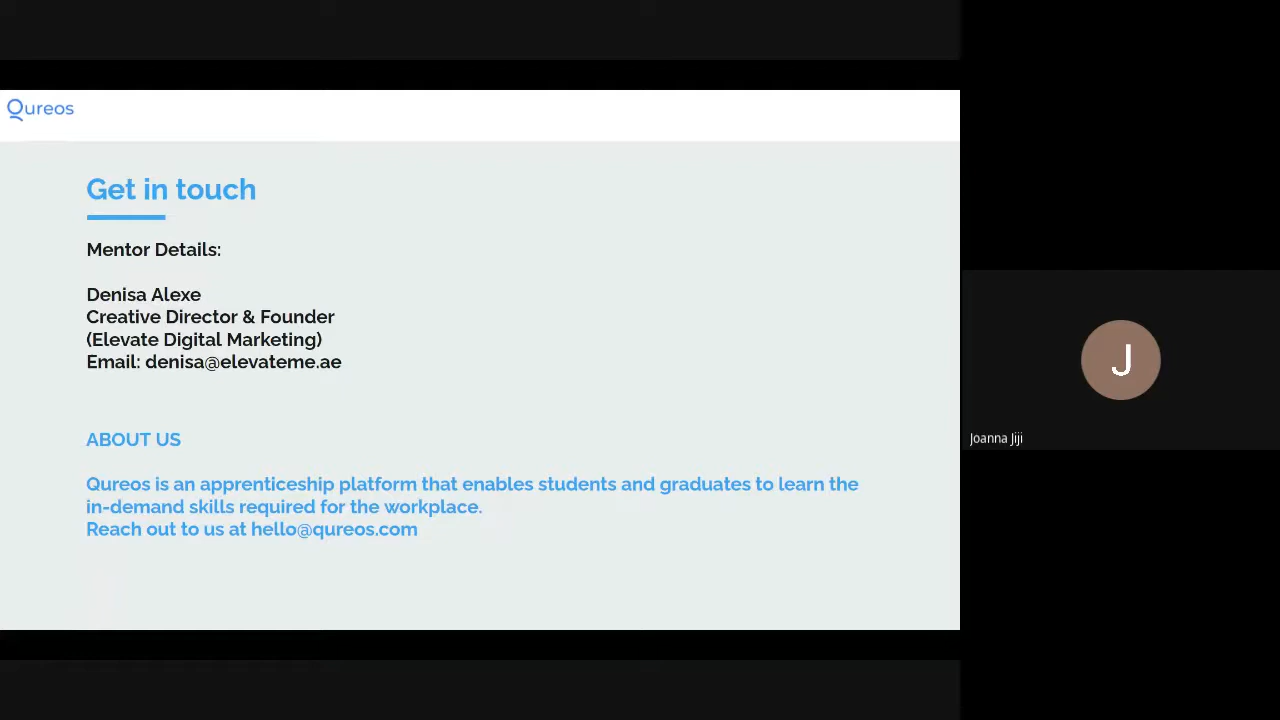 Qureos
Get in touch
Mentor Details:
Denisa Alexe
Creative Director & Founder
(Elevate Digital Marketing)
Email: denisa@elevateme.ae
ABOUT US
Qureos is an apprenticeship platform that enables students and graduates to learn the
in-demand skills required for the workplace.
Reach out to us at hello@qureos.com
J
Joanna Jiji